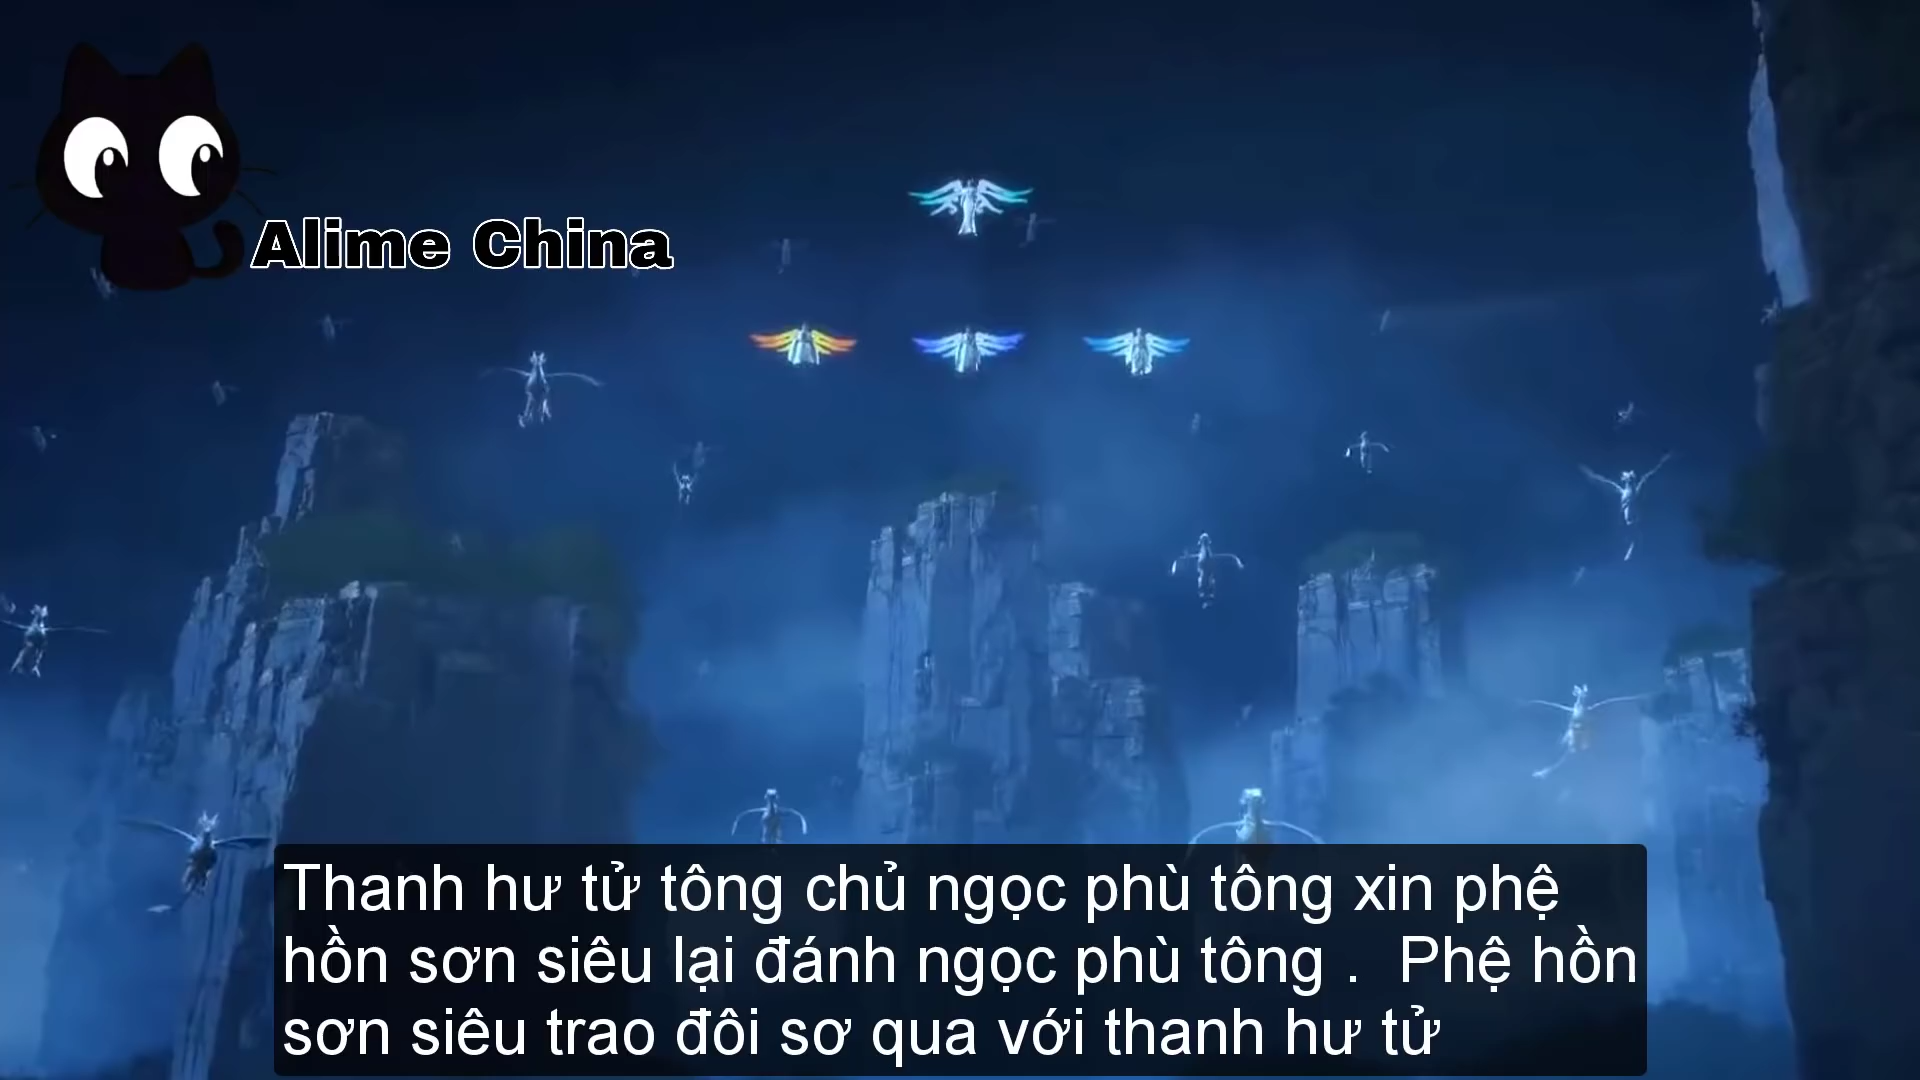 Alime China
Thanh hư tử tông chủ ngọc phù tông xin phệ
hồn sơn siêu lại đánh ngọc phù tông .  Phệ hồn
sơn siêu trao đôi sơ qua với thanh hư tử